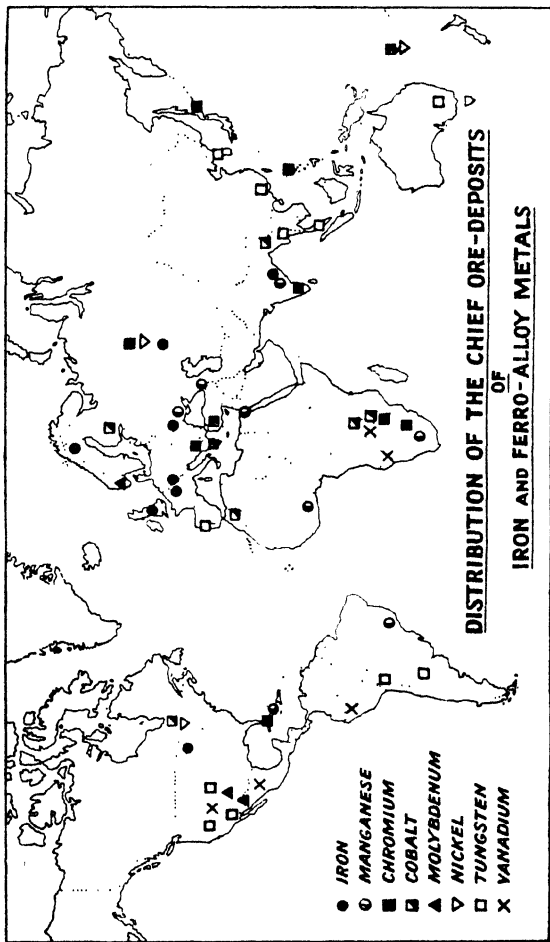 DISTRIBUTION OF THE CHIEF ORE-DEPOSITS
OF
IRON AND FERRO-ALLOY METALS
IRON
MANGANESE
CHROMIUM
COBALT
MOLYBDENUM
NICKEL
TUNGSTEN
VANADIUM